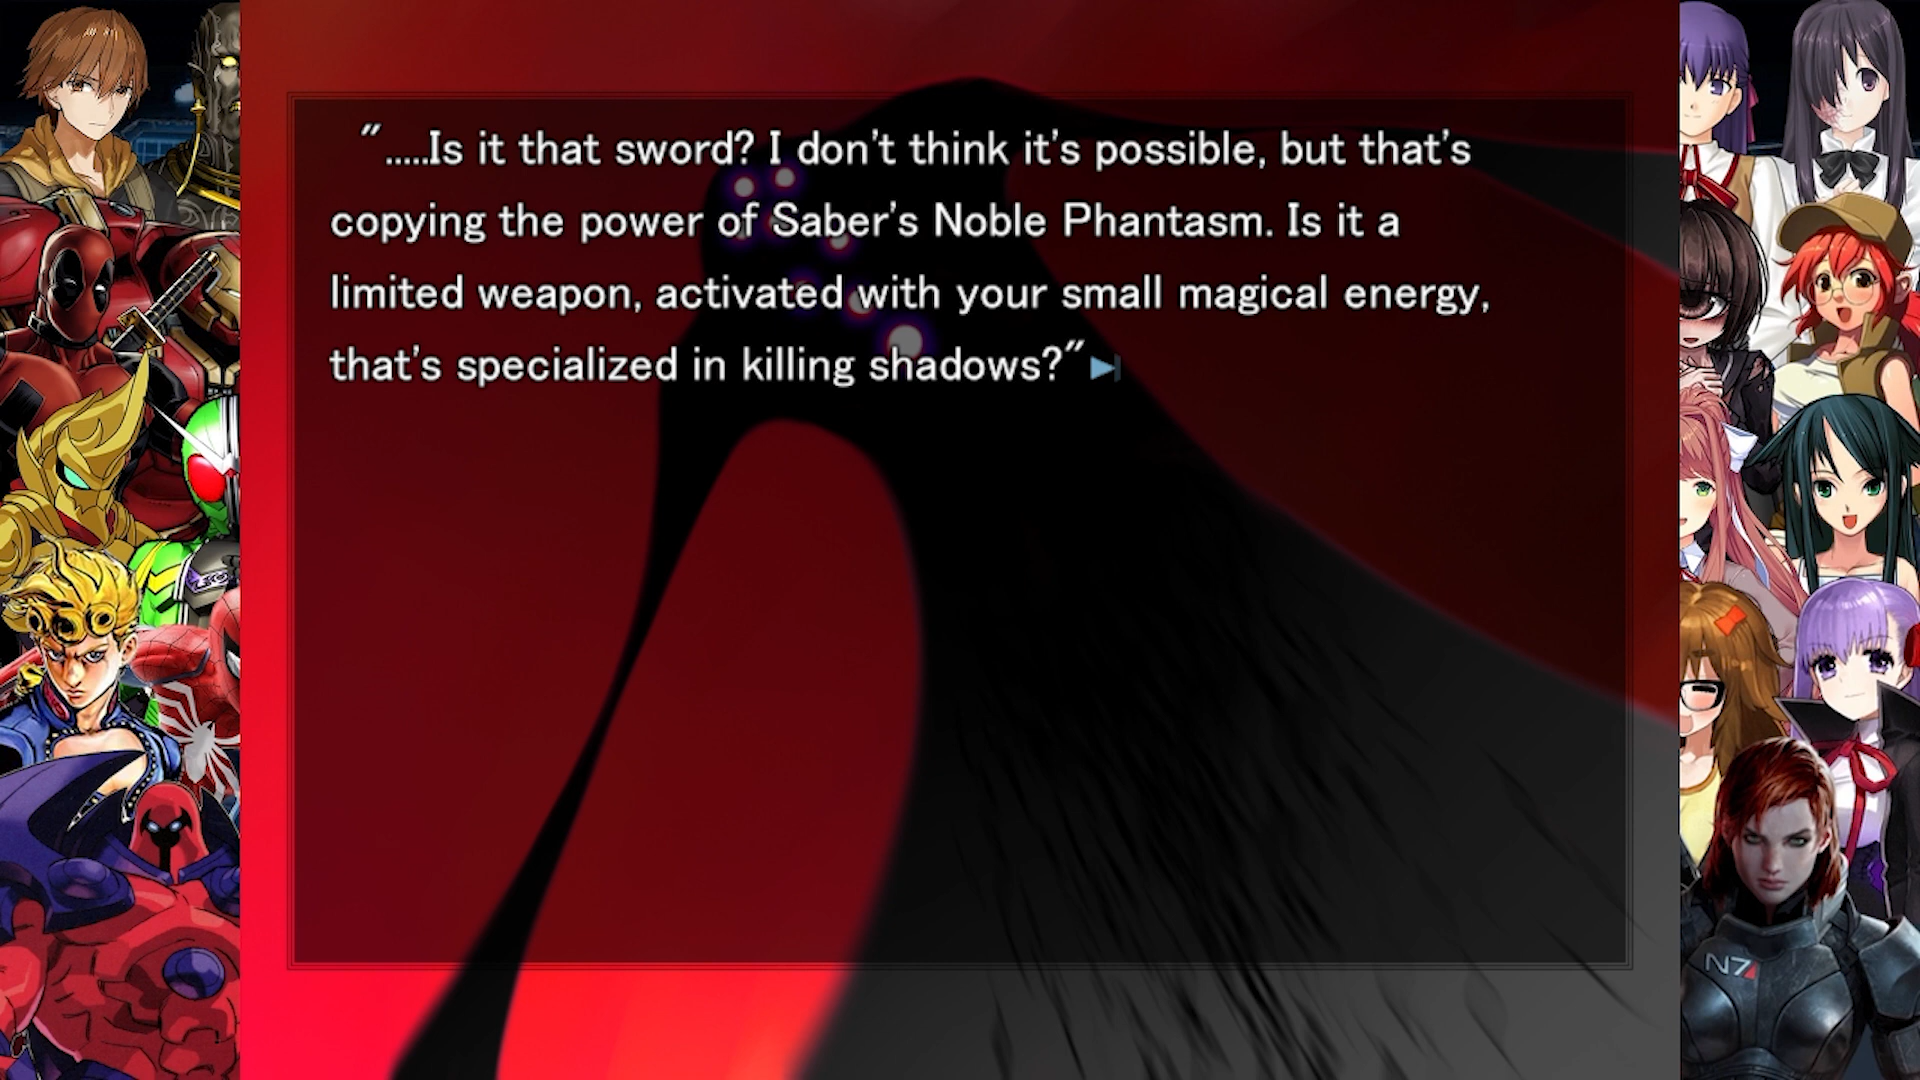 ".....Is it that sword? I don't think it's possible, but that's
copying the power of Saber's Noble Phantasm. Is it a
limited weapon, activated with your small magical energy,
that's specialized in killing shadows?"
N7